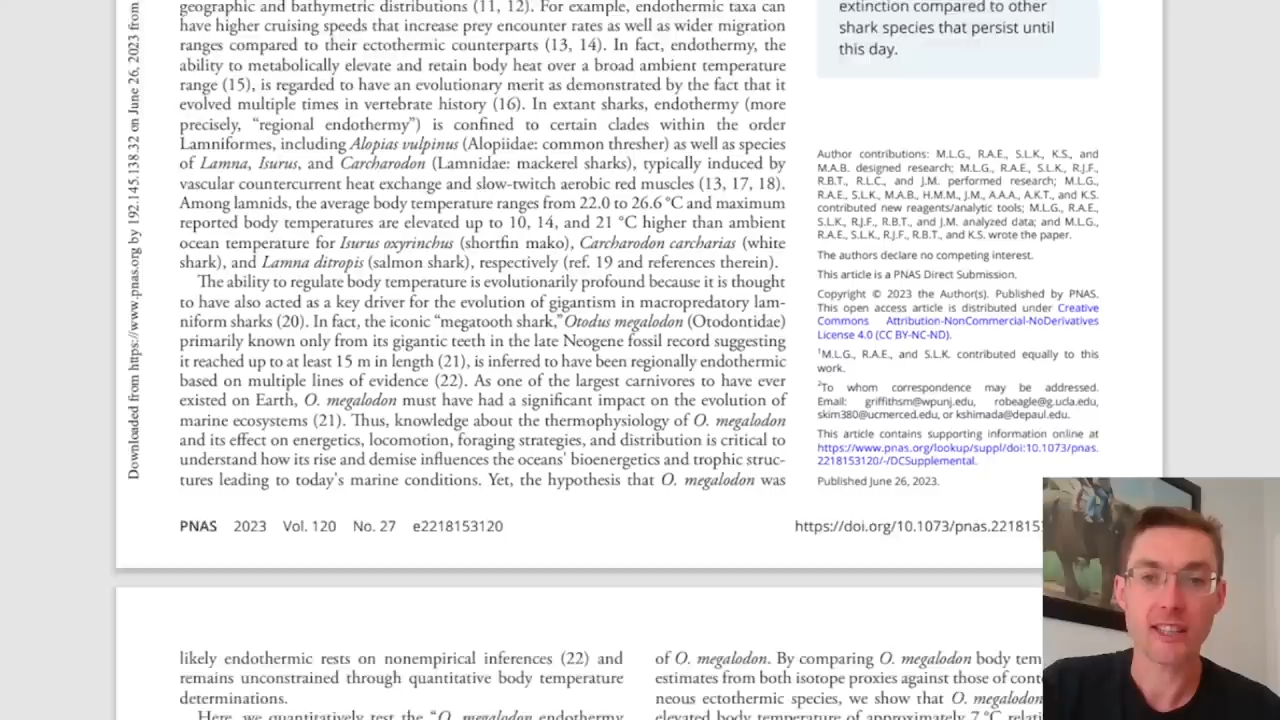 Downloaded from https://www.pnas.org by 192.145.138.32 on June 26, 2023 from
geographic and bathymetric distributions (11, 12). For example, endothermic taxa can
have higher cruising speeds that increase prey encounter rates as well as wider migration
ranges compared to their ectothermic counterparts (13, 14). In fact, endothermy, the
ability to metabolically elevate and retain body heat over a broad ambient temperature
range (15), is regarded to have an evolutionary merit as demonstrated by the fact that it
evolved multiple times in vertebrate history (16). In extant sharks, endothermy (more
precisely, “regional endothermy”) is confined to certain clades within the order
Lamniformes, including Alopias vulpinus (Alopiidae: common thresher) as well as species
of Lamna, Isurus, and Carcharodon (Lamnidae: mackerel sharks), typically induced by
vascular countercurrent heat exchange and slow-twitch aerobic red muscles (13, 17, 18).
Among lamnids, the average body temperature ranges from 22.0 to 26.6 °C and maximum
reported body temperatures are elevated up to 10, 14, and 21 °C higher than ambient
ocean temperature for Isurus oxyrinchus (shortfin mako), Carcharodon carcharias (white
shark), and Lamna ditropis (salmon shark), respectively (ref. 19 and references therein).
The ability to regulate body temperature is evolutionarily profound because it is thought
to have also acted as a key driver for the evolution of gigantism in macropredatory lam-
niform sharks (20). In fact, the iconic “megatooth shark,” Otodus megalodon (Otodontidae)
primarily known only from its gigantic teeth in the late Neogene fossil record suggesting
it reached up to at least 15 m in length (21), is inferred to have been regionally endothermic
based on multiple lines of evidence (22). As one of the largest carnivores to have ever
existed on Earth, O. megalodon must have had a significant impact on the evolution of
marine ecosystems (21). Thus, knowledge about the thermophysiology of O. megalodon
and its effect on energetics, locomotion, foraging strategies, and distribution is critical to
understand how its rise and demise influences the oceans' bioenergetics and trophic struc-
tures leading to today's marine conditions. Yet, the hypothesis that O. megalodon was
extinction compared to other
shark species that persist until
this day.
Author contributions: M.L.G., R.A.E., S.L.K., K.S., and
M.A.B. designed research; M.L.G., R.A.E., S.L.K., R.J.F.,
R.B.T., R.L.C., and J.M. performed research; M.L.G.,
R.A.E., S.L.K., M.A.B., H.M.M., J.M., A.A.A., A.K.T., and K.S.
contributed new reagents/analytic tools; M.L.G., R.A.E.,
S.L.K., R.J.F., R.B.T., and J.M. analyzed data; and M.L.G.,
R.A.E., S.L.K., R.J.F., R.B.T., and K.S. wrote the paper.
The authors declare no competing interest.
This article is a PNAS Direct Submission.
Copyright © 2023 the Author(s). Published by PNAS.
This open access article is distributed under Creative
Commons Attribution-NonCommercial-NoDerivatives
License 4.0 (CC BY-NC-ND).
1M.L.G., R.A.E., and S.L.K. contributed equally to this
work.
2To whom correspondence may be addressed.
Email: griffithsm@wpunj.edu, robeagle@g.ucla.edu,
skim380@ucmerced.edu, or kshimada@depaul.edu.
This article contains supporting information online at
https://www.pnas.org/lookup/suppl/doi:10.1073/pnas.
2218153120/-/DCSupplemental.
Published June 26, 2023.
PNAS 2023 Vol. 120 No. 27 e2218153120
https://doi.org/10.1073/pnas.221815
likely endothermic rests on nonempirical inferences (22) and
remains unconstrained through quantitative body temperature
determinations.
Here, we quantitatively test the “O. megalodon endothermy
of O. megalodon. By comparing O. megalodon body tem
estimates from both isotope proxies against those of cont
neous ectothermic species, we show that O. megalodon
elevated body temperature of approximately 7 °C relati